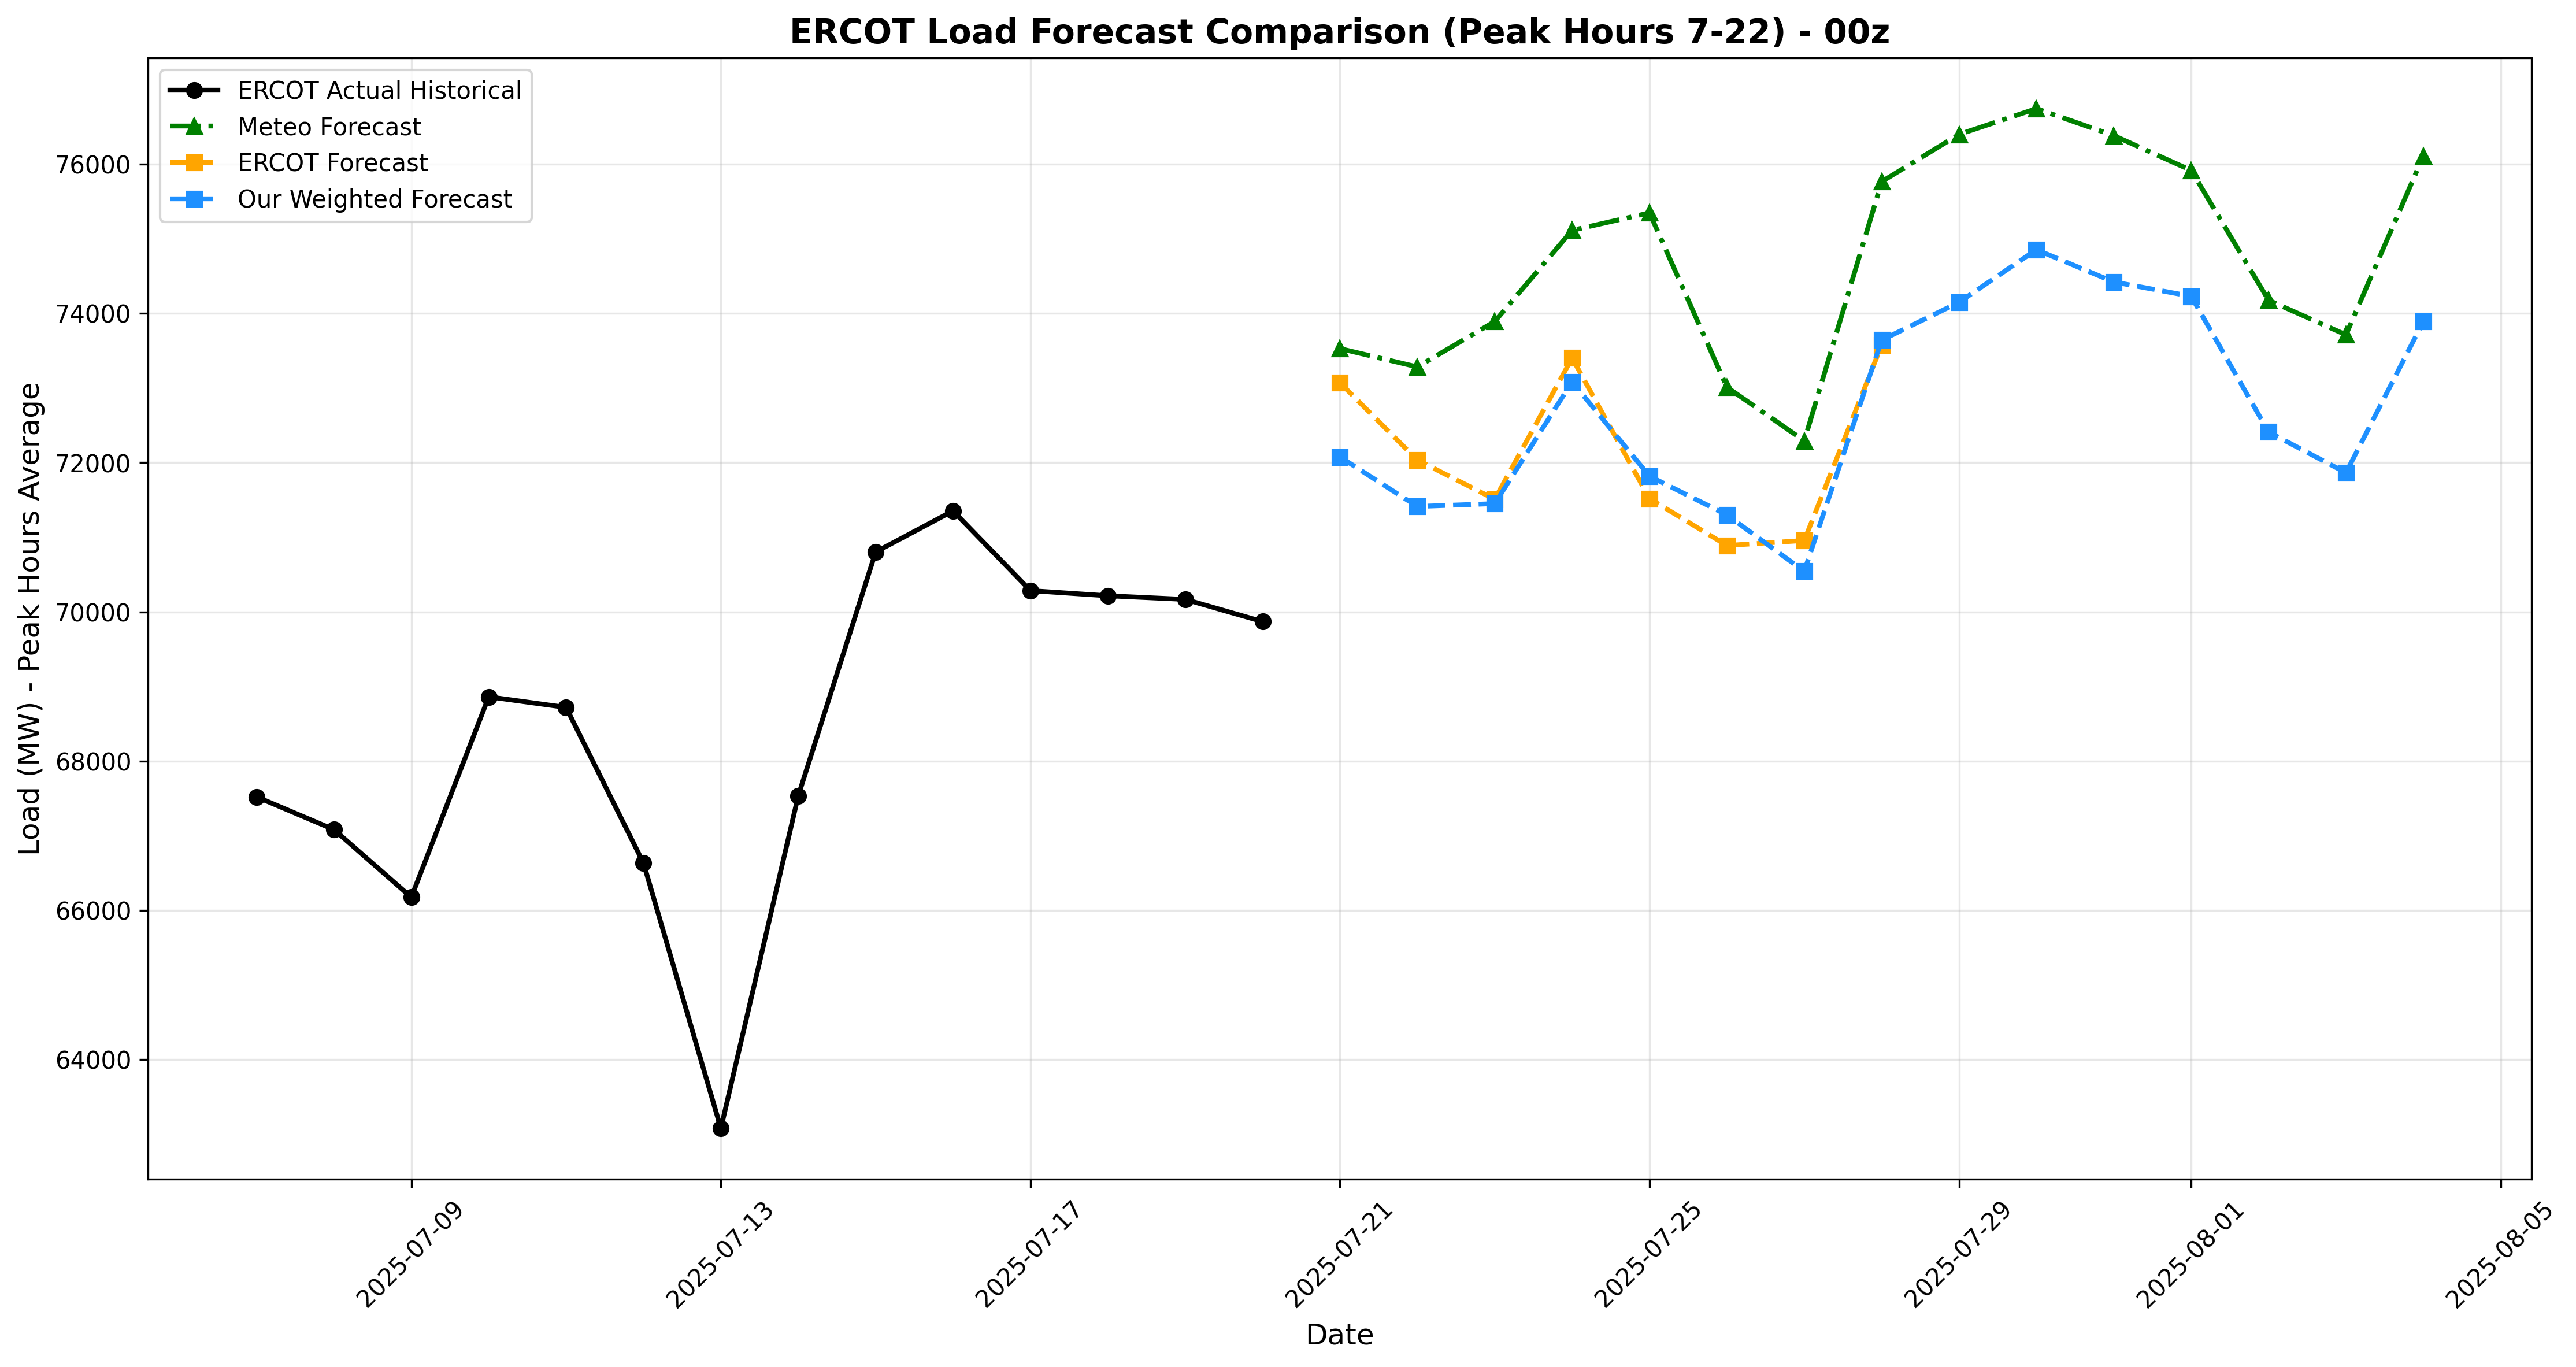 ERCOT Load Forecast Comparison (Peak Hours 7-22) - 00z
ERCOT Actual Historical
Meteo Forecast
ERCOT Forecast
Our Weighted Forecast
Load (MW) - Peak Hours Average
76000
74000
72000
70000
68000
66000
64000
2025-07-09
2025-07-13
2025-07-17
2025-07-21
2025-07-25
2025-07-29
2025-08-01
2025-08-05
Date